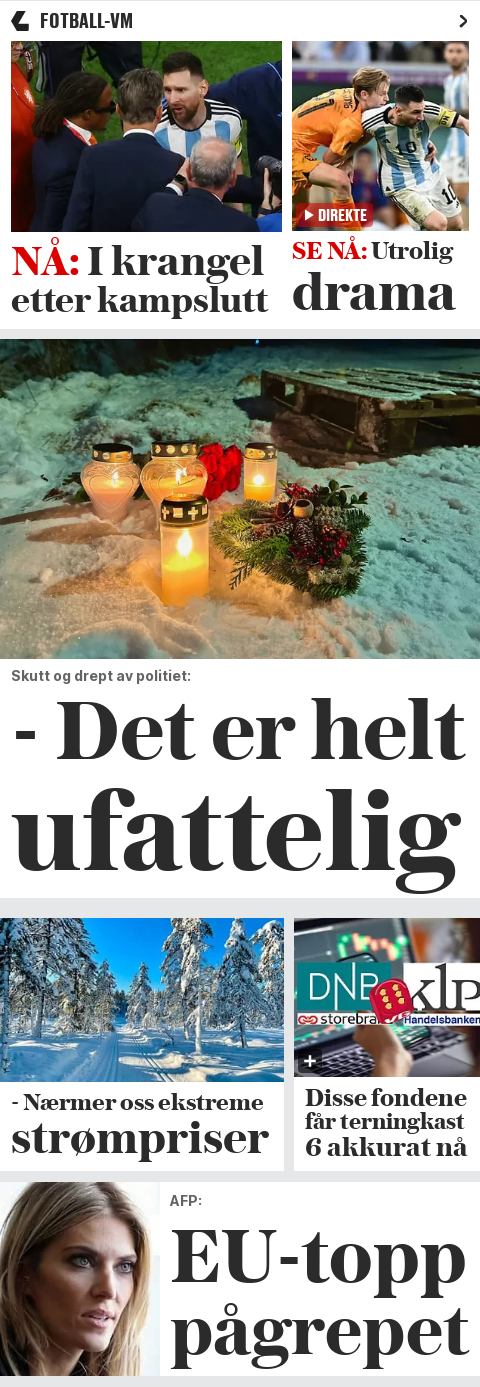 FOTBALL-VM
NÅ: I krangel
etter kampslutt
DIREKTE
SE NÅ: Utrolig
drama
Skutt og drept av politiet:
- Det er helt
ufattelig
- Nærmer oss ekstreme
strømpriser
DNB
klp
storebra
Handelsbanken
Disse fondene
får terningkast
6 akkurat nå
AFP:
EU-topp
pågrepet